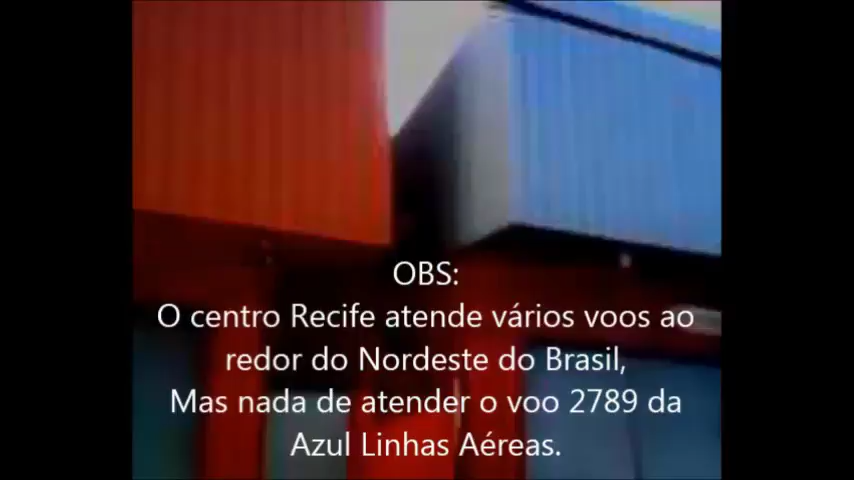 OBS:
O centro Recife atende vários voos ao
redor do Nordeste do Brasil,
Mas nada de atender o voo 2789 da
Azul Linhas Aéreas.